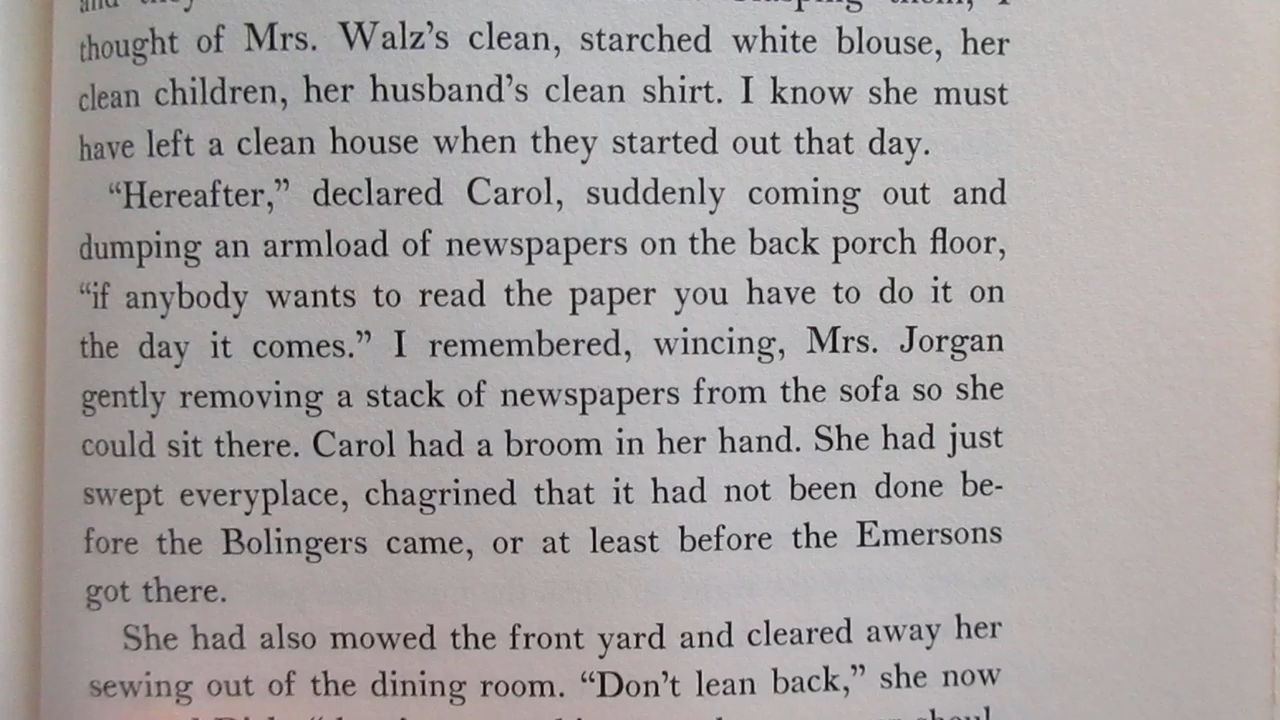 thought of Mrs. Walz's clean, starched white blouse, her
clean children, her husband's clean shirt. I know she must
have left a clean house when they started out that day.
“Hereafter,” declared Carol, suddenly coming out and
dumping an armload of newspapers on the back porch floor,
“if anybody wants to read the paper you have to do it on
the day it comes.” I remembered, wincing, Mrs. Jorgan
gently removing a stack of newspapers from the sofa so she
could sit there. Carol had a broom in her hand. She had just
swept everyplace, chagrined that it had not been done be-
fore the Bolingers came, or at least before the Emersons
got there.
She had also mowed the front yard and cleared away her
sewing out of the dining room. “Don't lean back,” she now